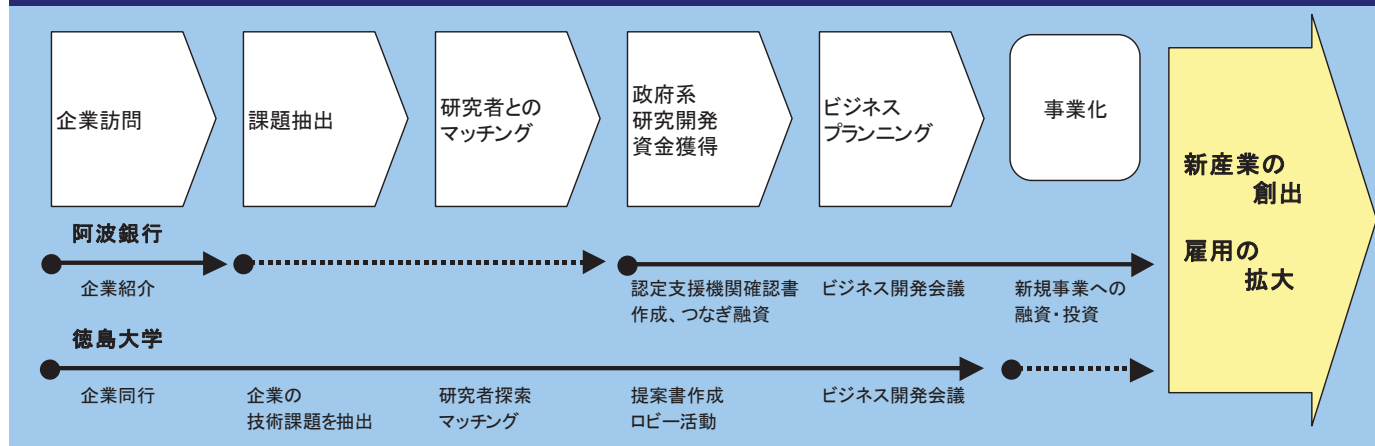 企業訪問
課題抽出
研究者との
マッチング
政府系
研究開発
資金獲得
ビジネス
プランニング
事業化
新産業の
創出
雇用の
拡大
阿波銀行
企業紹介
認定支援機関確認書
作成、つなぎ融資
ビジネス開発会議
新規事業への
融資・投資
徳島大学
企業同行
企業の
技術課題を抽出
研究者探索
マッチング
提案書作成
ロビー活動
ビジネス開発会議